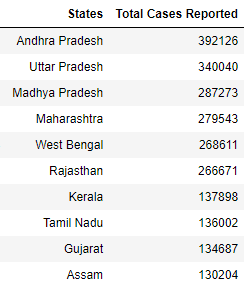 States Total Cases Reported
Andhra Pradesh 392126
Uttar Pradesh 340040
Madhya Pradesh 287273
Maharashtra 279543
West Bengal 268611
Rajasthan 266671
Kerala 137898
Tamil Nadu 136002
Gujarat 134687
Assam 130204